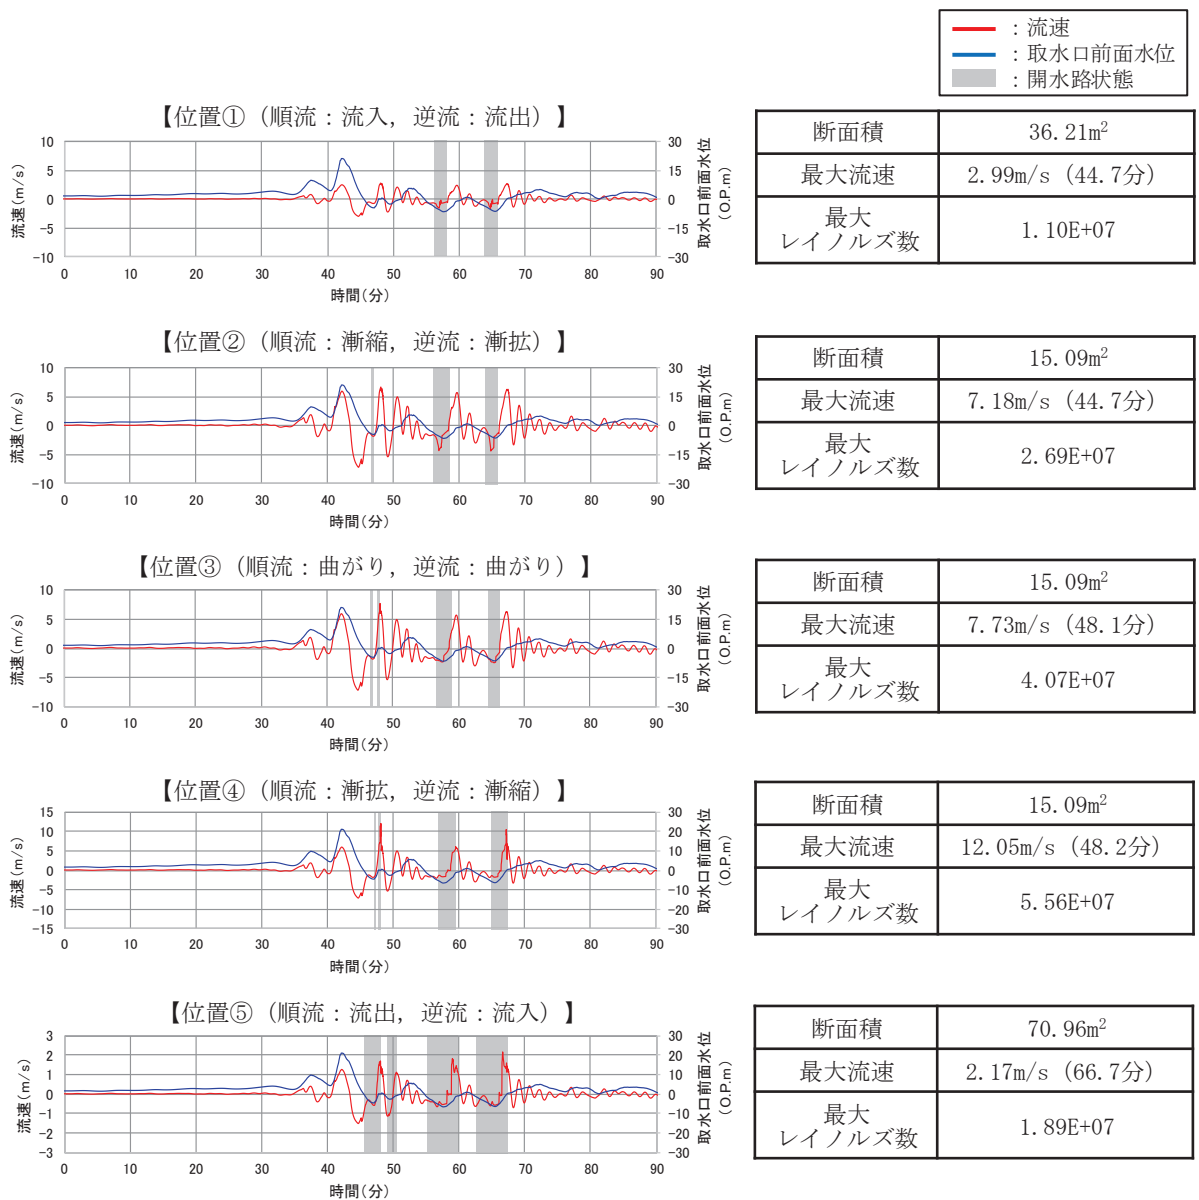 ：流速
：取水口前面水位
：開水路状態
【位置①（順流：流入，逆流：流出）】
流速(m/s)
10
5
0
−5
−10
30
15
0
−15
−30
取水口前面水位
(O.P.m)
0 10 20 30 40 50 60 70 80 90
時間(分)
断面積 36.21m²
最大流速 2.99m/s（44.7分）
最大
レイノルズ数 1.10E+07
【位置②（順流：漸縮，逆流：漸拡）】
流速(m/s)
10
5
0
−5
−10
30
15
0
−15
−30
取水口前面水位
(O.P.m)
0 10 20 30 40 50 60 70 80 90
時間(分)
断面積 15.09m²
最大流速 7.18m/s（44.7分）
最大
レイノルズ数 2.69E+07
【位置③（順流：曲がり，逆流：曲がり）】
流速(m/s)
10
5
0
−5
−10
30
15
0
−15
−30
取水口前面水位
(O.P.m)
0 10 20 30 40 50 60 70 80 90
時間(分)
断面積 15.09m²
最大流速 7.73m/s（48.1分）
最大
レイノルズ数 4.07E+07
【位置④（順流：漸拡，逆流：漸縮）】
流速(m/s)
15
10
5
0
−5
−10
−15
30
20
10
0
−10
−20
−30
取水口前面水位
(O.P.m)
0 10 20 30 40 50 60 70 80 90
時間(分)
断面積 15.09m²
最大流速 12.05m/s（48.2分）
最大
レイノルズ数 5.56E+07
【位置⑤（順流：流出，逆流：流入）】
流速(m/s)
3
2
1
0
−1
−2
−3
30
20
10
0
−10
−20
−30
取水口前面水位
(O.P.m)
0 10 20 30 40 50 60 70 80 90
時間(分)
断面積 70.96m²
最大流速 2.17m/s（66.7分）
最大
レイノルズ数 1.89E+07